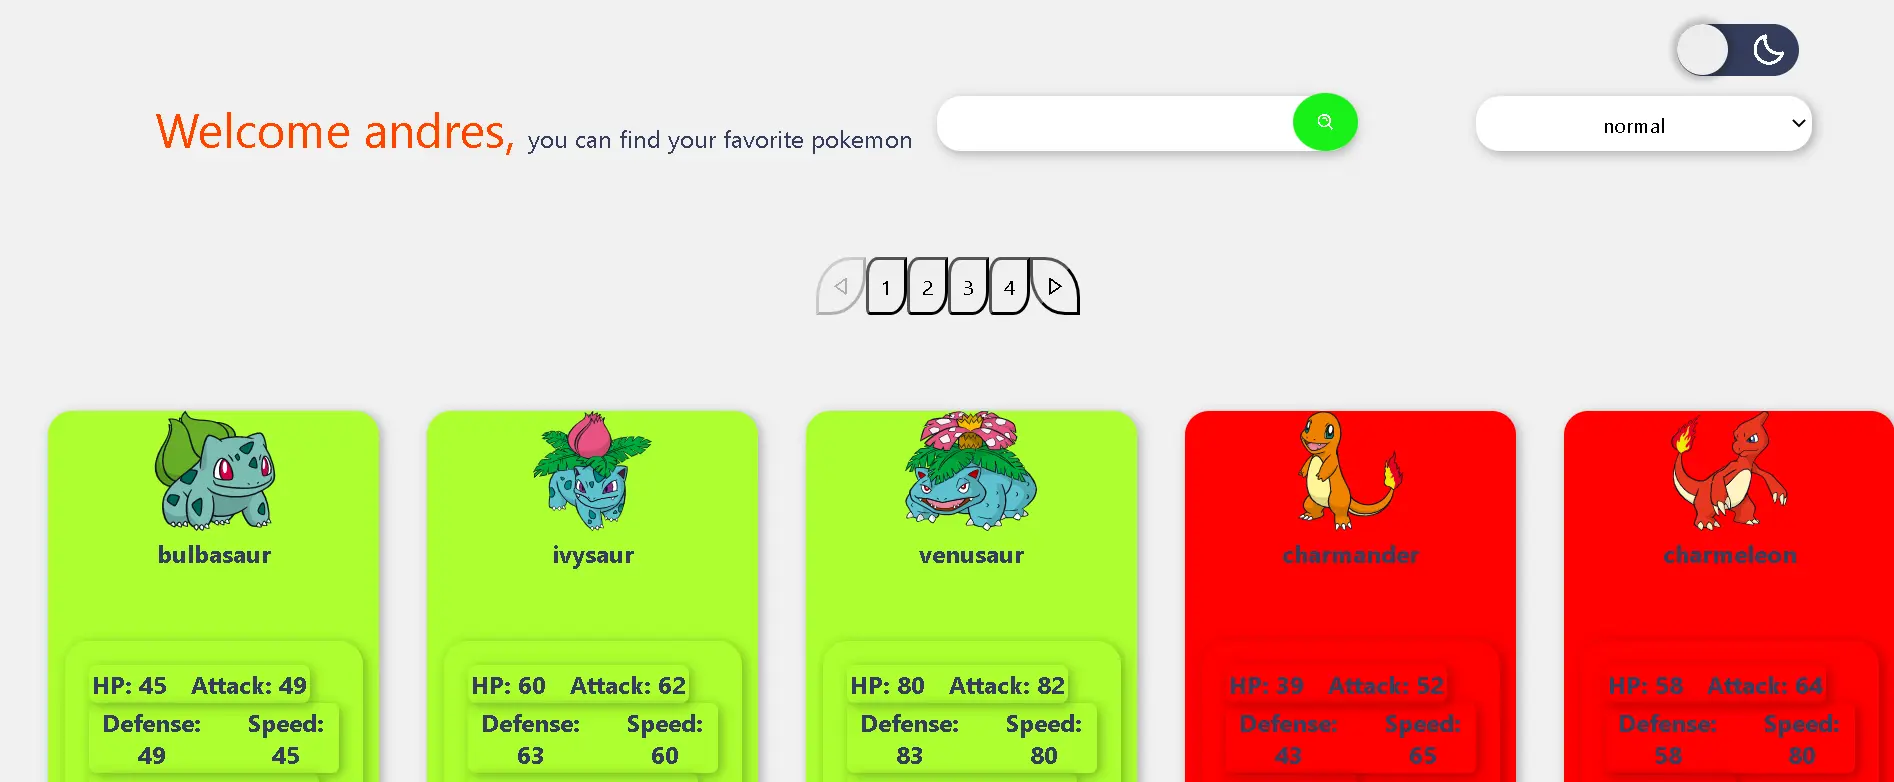 Welcome andres, you can find your favorite pokemon
normal
1 2 3 4
bulbasaur
ivysaur
venusaur
charmander
charmeleon
HP: 45 Attack: 49
Defense: Speed:
49 45
HP: 60 Attack: 62
Defense: Speed:
63 60
HP: 80 Attack: 82
Defense: Speed:
83 80
HP: 39 Attack: 52
Defense: Speed:
43 65
HP: 58 Attack: 64
Defense: Speed:
58 80